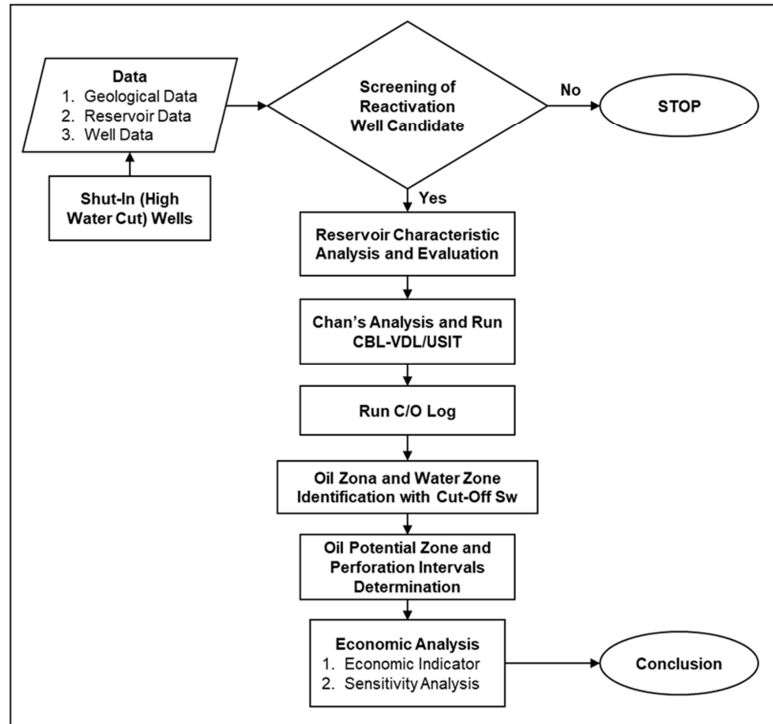 Data
1. Geological Data
2. Reservoir Data
3. Well Data
Shut-In (High
Water Cut) Wells
Screening of
Reactivation
Well Candidate
No
STOP
Yes
Reservoir Characteristic
Analysis and Evaluation
Chan's Analysis and Run
CBL-VDL/USIT
Run C/O Log
Oil Zona and Water Zone
Identification with Cut-Off Sw
Oil Potential Zone and
Perforation Intervals
Determination
Economic Analysis
1. Economic Indicator
2. Sensitivity Analysis
Conclusion